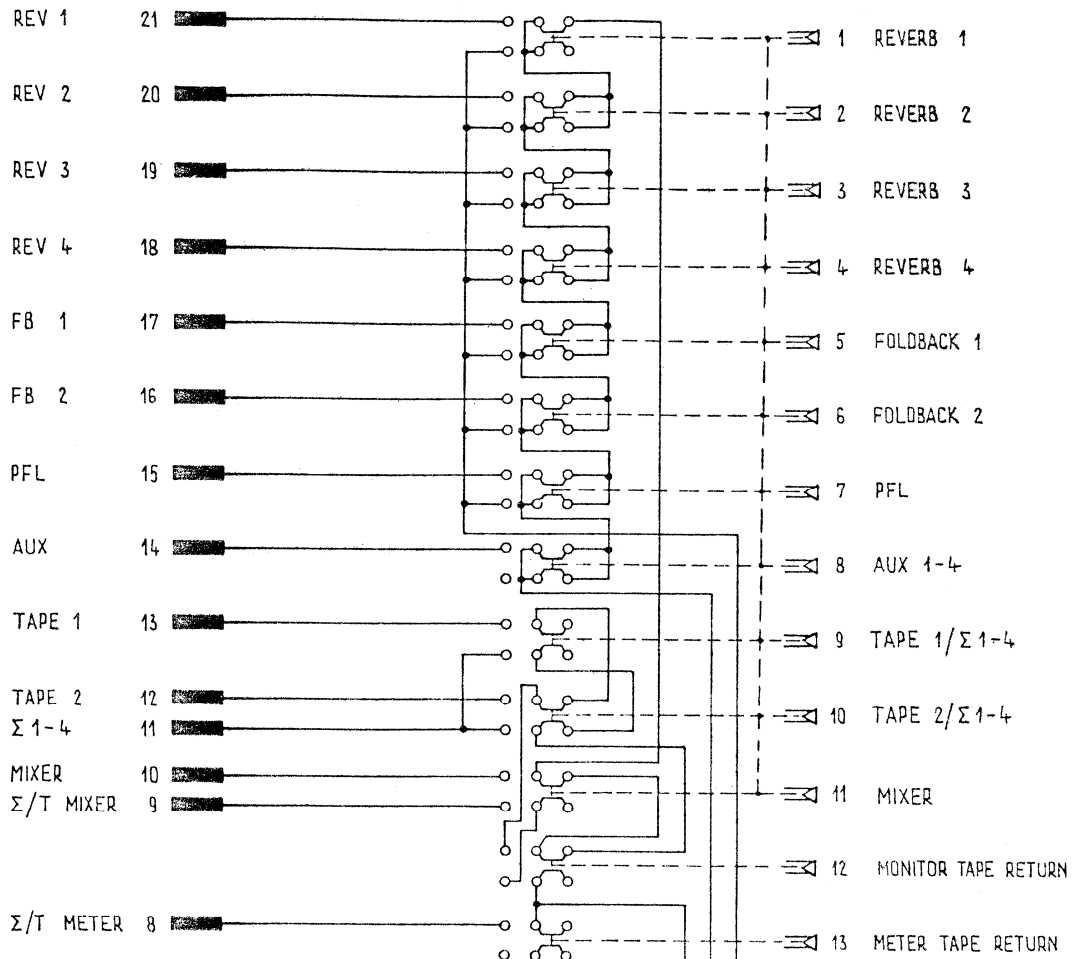 REV 1 21 1 REVERB 1
REV 2 20 2 REVERB 2
REV 3 19 3 REVERB 3
REV 4 18 4 REVERB 4
FB 1 17 5 FOLDBACK 1
FB 2 16 6 FOLDBACK 2
PFL 15 7 PFL
AUX 14 8 AUX 1-4
TAPE 1 13 9 TAPE 1/Σ1-4
TAPE 2 12
Σ1-4 11 10 TAPE 2/Σ1-4
MIXER 10 11 MIXER
Σ/T MIXER 9
12 MONITOR TAPE RETURN
Σ/T METER 8 13 METER TAPE RETURN